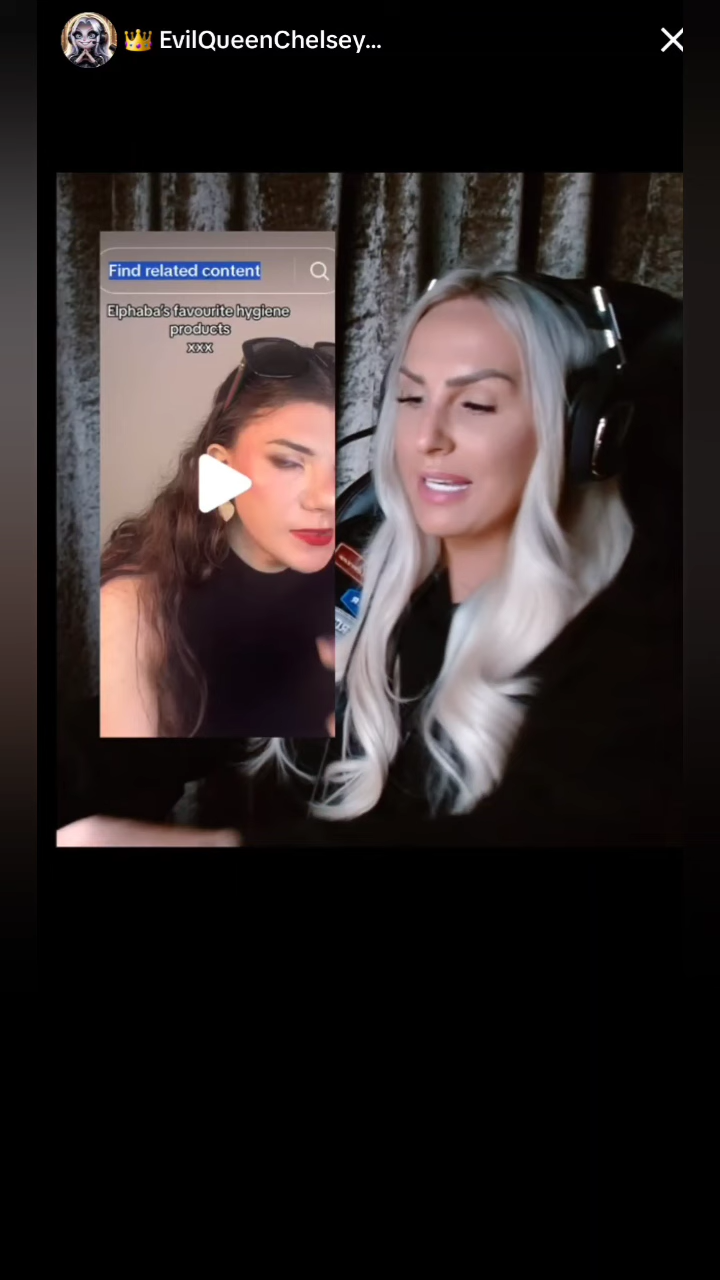 👑 EvilQueenChelsey...
Find related content
Elphaba's favourite hygiene
products
xxx